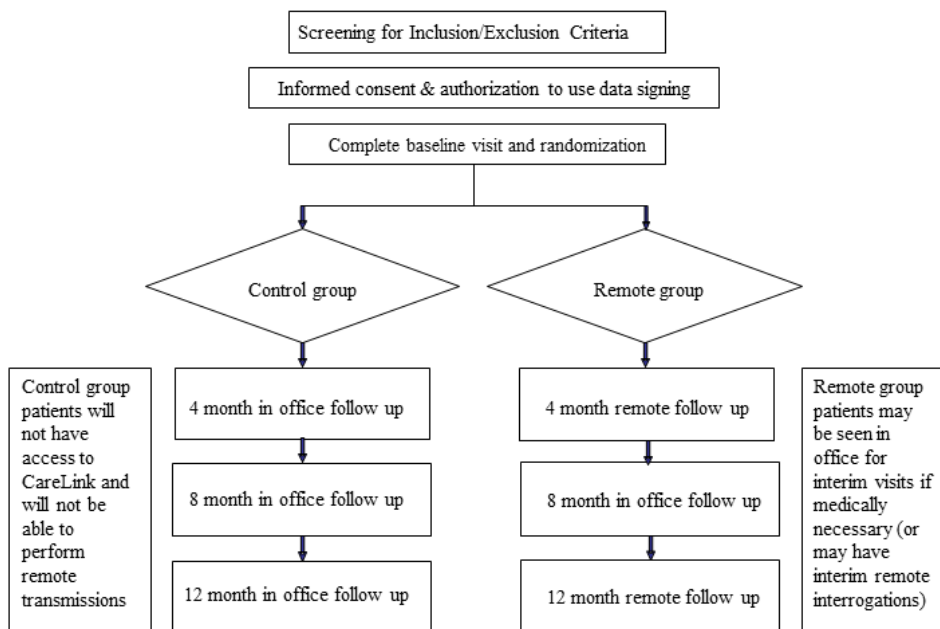 Screening for Inclusion/Exclusion Criteria
Informed consent & authorization to use data signing
Complete baseline visit and randomization
Control group
Remote group
Control group
patients will
not have
access to
CareLink and
will not be
able to
perform
remote
transmissions
4 month in office follow up
8 month in office follow up
12 month in office follow up
4 month remote follow up
8 month in office follow up
12 month remote follow up
Remote group
patients may
be seen in
office for
interim visits if
medically
necessary (or
may have
interim remote
interrogations)